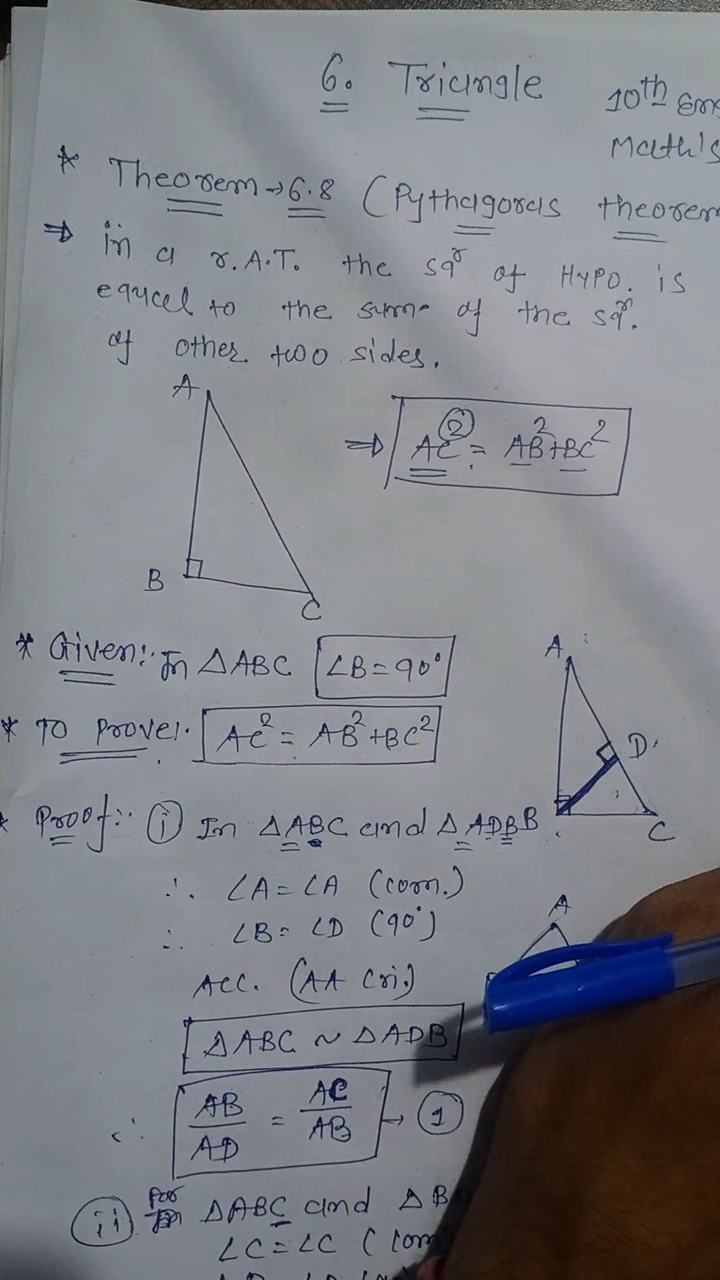 6. Triangle
10th
Math's
* Theorem → 6.8 (Pythagoras theorem
⇒ in a r.A.T. the sqr of HYPO. is
equal to the sum of the sqr.
of other two sides.
A
B
C
⇒ AC² = AB² + BC²
* Given:- In △ABC ∠B = 90°
* To prove:- AC² = AB² + BC²
A
D
B
C
* Proof:- (i) In △ABC and △ADB
∴ ∠A = ∠A (com.)
∴ ∠B = ∠D (90°)
A
Acc. (AA Cri.)
△ABC ~ △ADB
∴ AB/AD = AC/AB → (1)
(ii) For △ABC and △B
∠C = ∠C (com